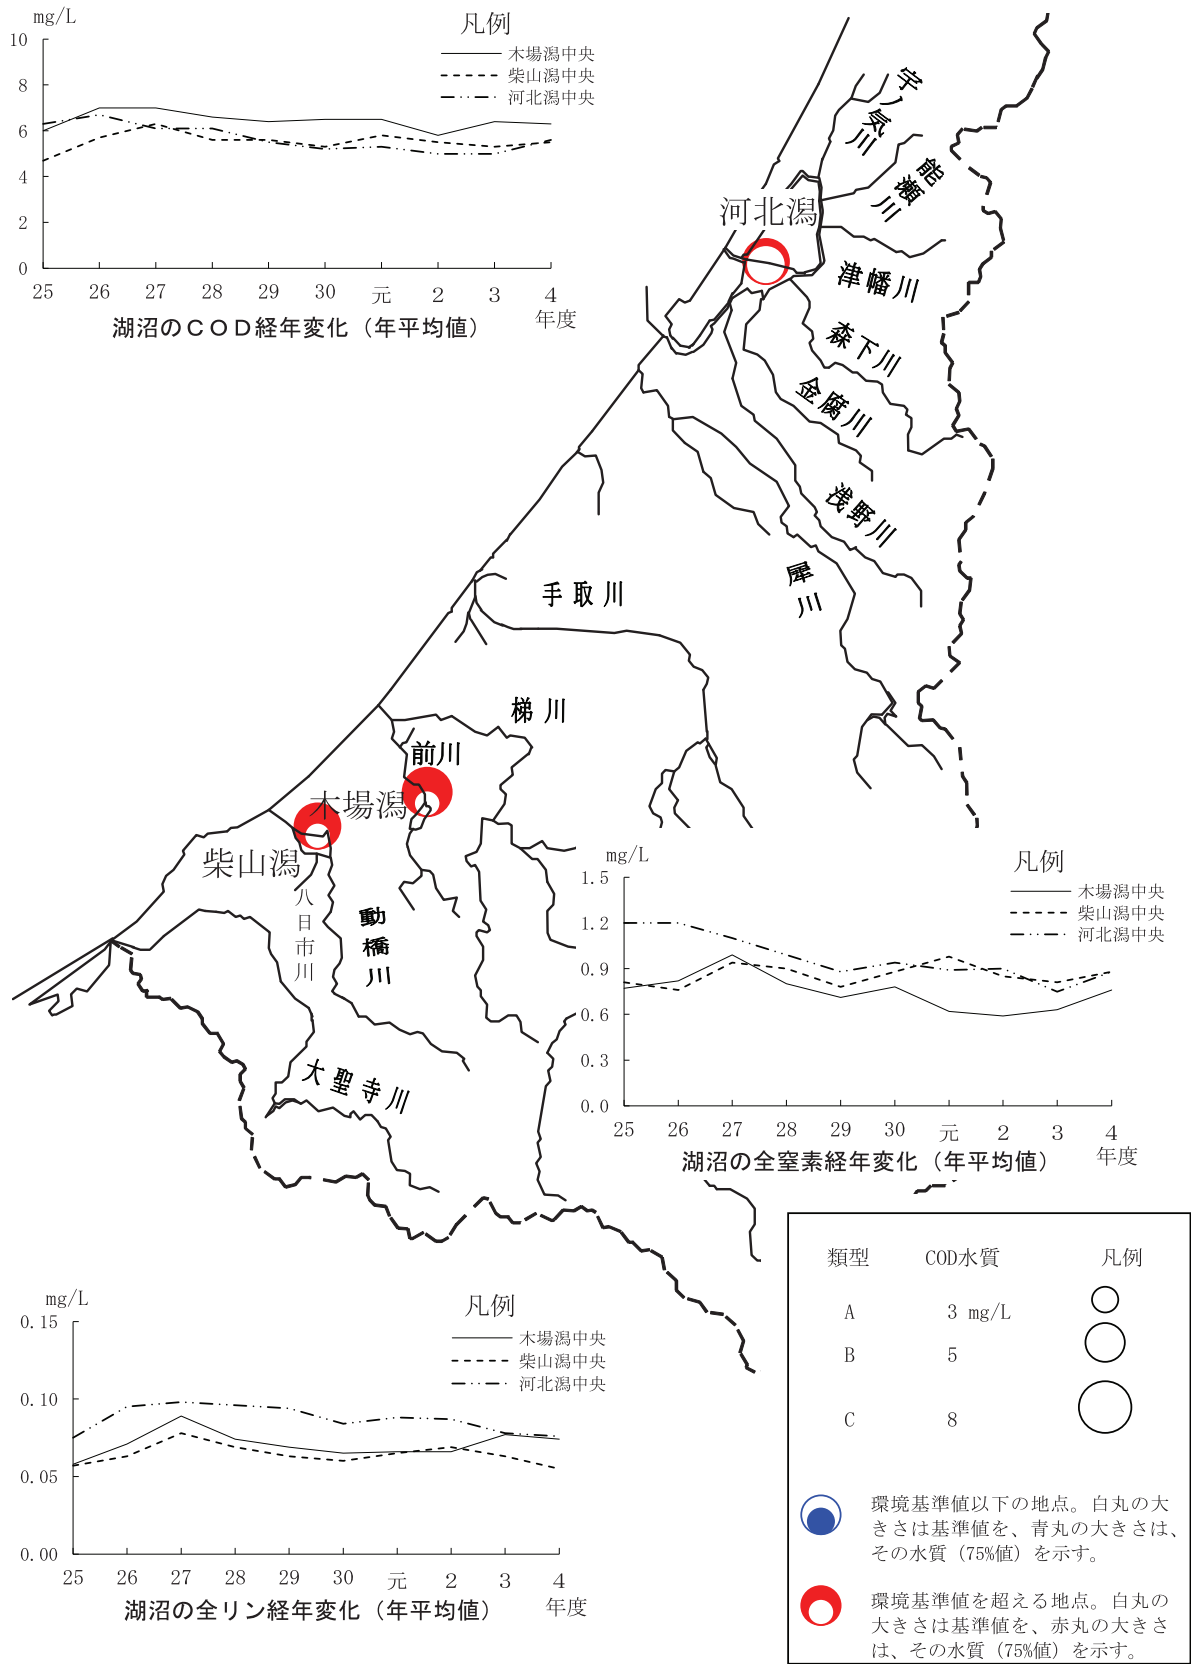 mg/L
凡例
10
木場潟中央
柴山潟中央
8
河北潟中央
6
4
2
0
25 26 27 28 29 30 元 2 3 4
年度
湖沼のCOD経年変化(年平均値)
宇ノ気川
能瀬川
河北潟
津幡川
森下川
金腐川
浅野川
犀川
手取川
梯川
前川
木場潟
柴山潟
八日市川
動橋川
大聖寺川
mg/L
凡例
1.5
木場潟中央
柴山潟中央
1.2
河北潟中央
0.9
0.6
0.3
0.0
25 26 27 28 29 30 元 2 3 4
年度
湖沼の全窒素経年変化(年平均値)
mg/L
凡例
0.15
木場潟中央
柴山潟中央
河北潟中央
0.10
0.05
0.00
25 26 27 28 29 30 元 2 3 4
年度
湖沼の全リン経年変化(年平均値)
類型 COD水質 凡例
A 3 mg/L
B 5
C 8
環境基準値以下の地点。白丸の大
きさは基準値を、青丸の大きさは、
その水質(75%値)を示す。
環境基準値を超える地点。白丸の
大きさは基準値を、赤丸の大きさ
は、その水質(75%値)を示す。